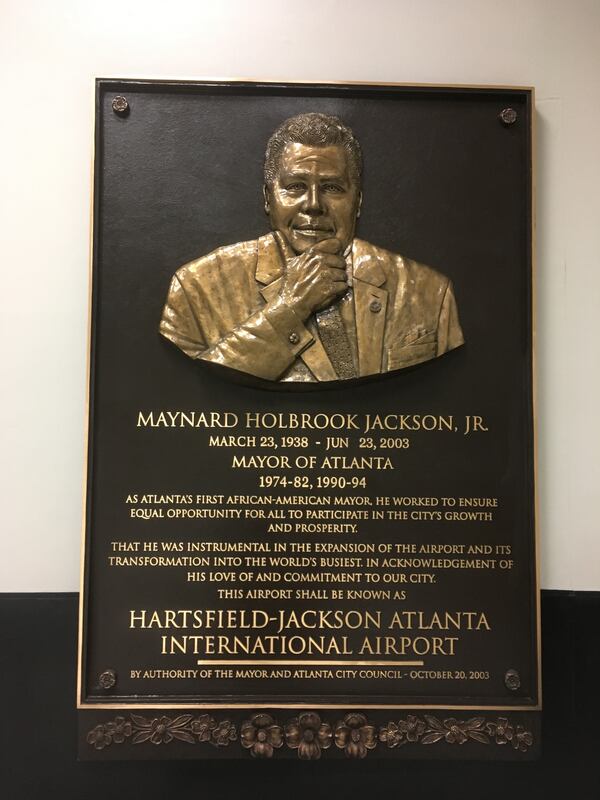 MAYNARD HOLBROOK JACKSON, JR.
MARCH 23, 1938 - JUN 23, 2003
MAYOR OF ATLANTA
1974-82, 1990-94
AS ATLANTA'S FIRST AFRICAN-AMERICAN MAYOR, HE WORKED TO ENSURE
EQUAL OPPORTUNITY FOR ALL TO PARTICIPATE IN THE CITY'S GROWTH
AND PROSPERITY.
THAT HE WAS INSTRUMENTAL IN THE EXPANSION OF THE AIRPORT AND ITS
TRANSFORMATION INTO THE WORLD'S BUSIEST. IN ACKNOWLEDGEMENT OF
HIS LOVE OF AND COMMITMENT TO OUR CITY.
THIS AIRPORT SHALL BE KNOWN AS
HARTSFIELD-JACKSON ATLANTA
INTERNATIONAL AIRPORT
BY AUTHORITY OF THE MAYOR AND ATLANTA CITY COUNCIL - OCTOBER 20, 2003